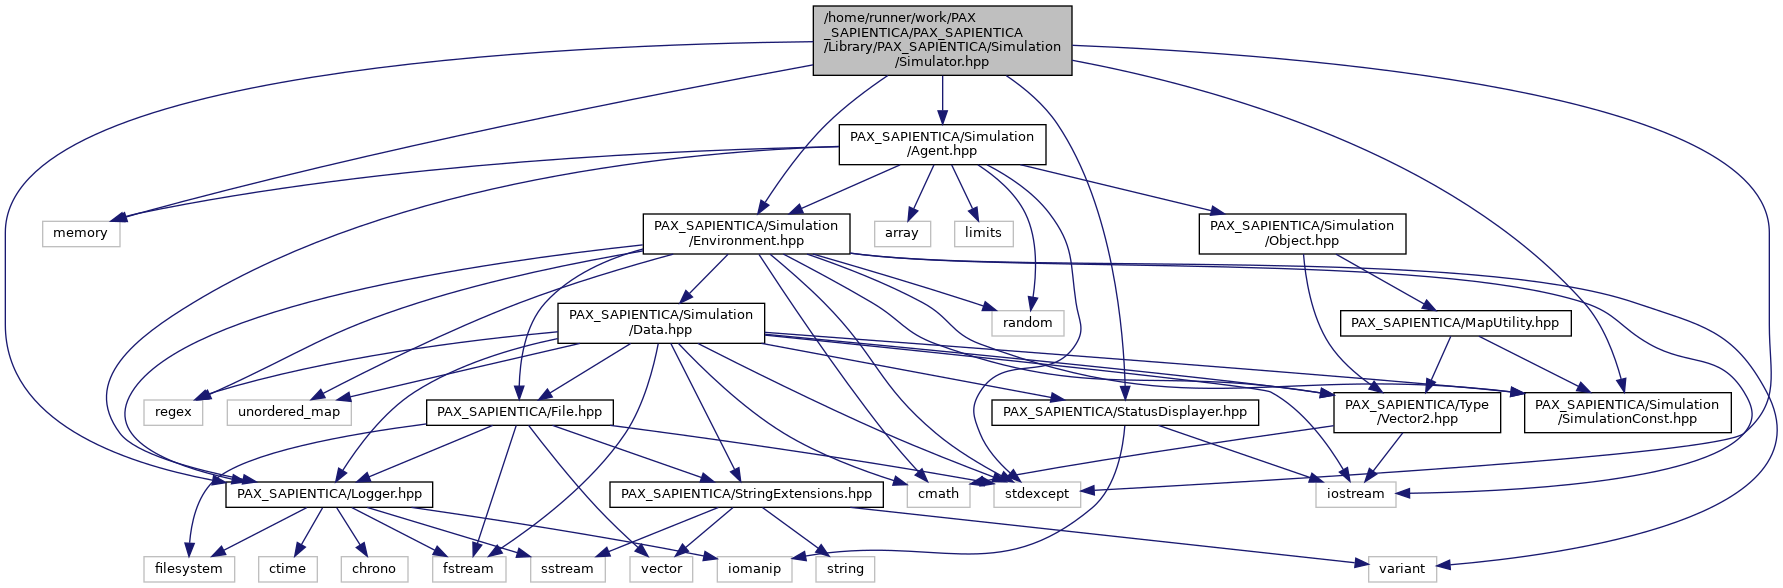 /home/runner/work/PAX
_SAPIENTICA/PAX_SAPIENTICA
/Library/PAX_SAPIENTICA/Simulation
/Simulator.hpp
PAX_SAPIENTICA/Simulation
/Agent.hpp
memory
PAX_SAPIENTICA/Simulation
/Environment.hpp
array
limits
PAX_SAPIENTICA/Simulation
/Object.hpp
PAX_SAPIENTICA/Simulation
/Data.hpp
random
PAX_SAPIENTICA/MapUtility.hpp
regex
unordered_map
PAX_SAPIENTICA/File.hpp
PAX_SAPIENTICA/StatusDisplayer.hpp
PAX_SAPIENTICA/Type
/Vector2.hpp
PAX_SAPIENTICA/Simulation
/SimulationConst.hpp
PAX_SAPIENTICA/Logger.hpp
PAX_SAPIENTICA/StringExtensions.hpp
cmath
stdexcept
iostream
filesystem
ctime
chrono
fstream
sstream
vector
iomanip
string
variant